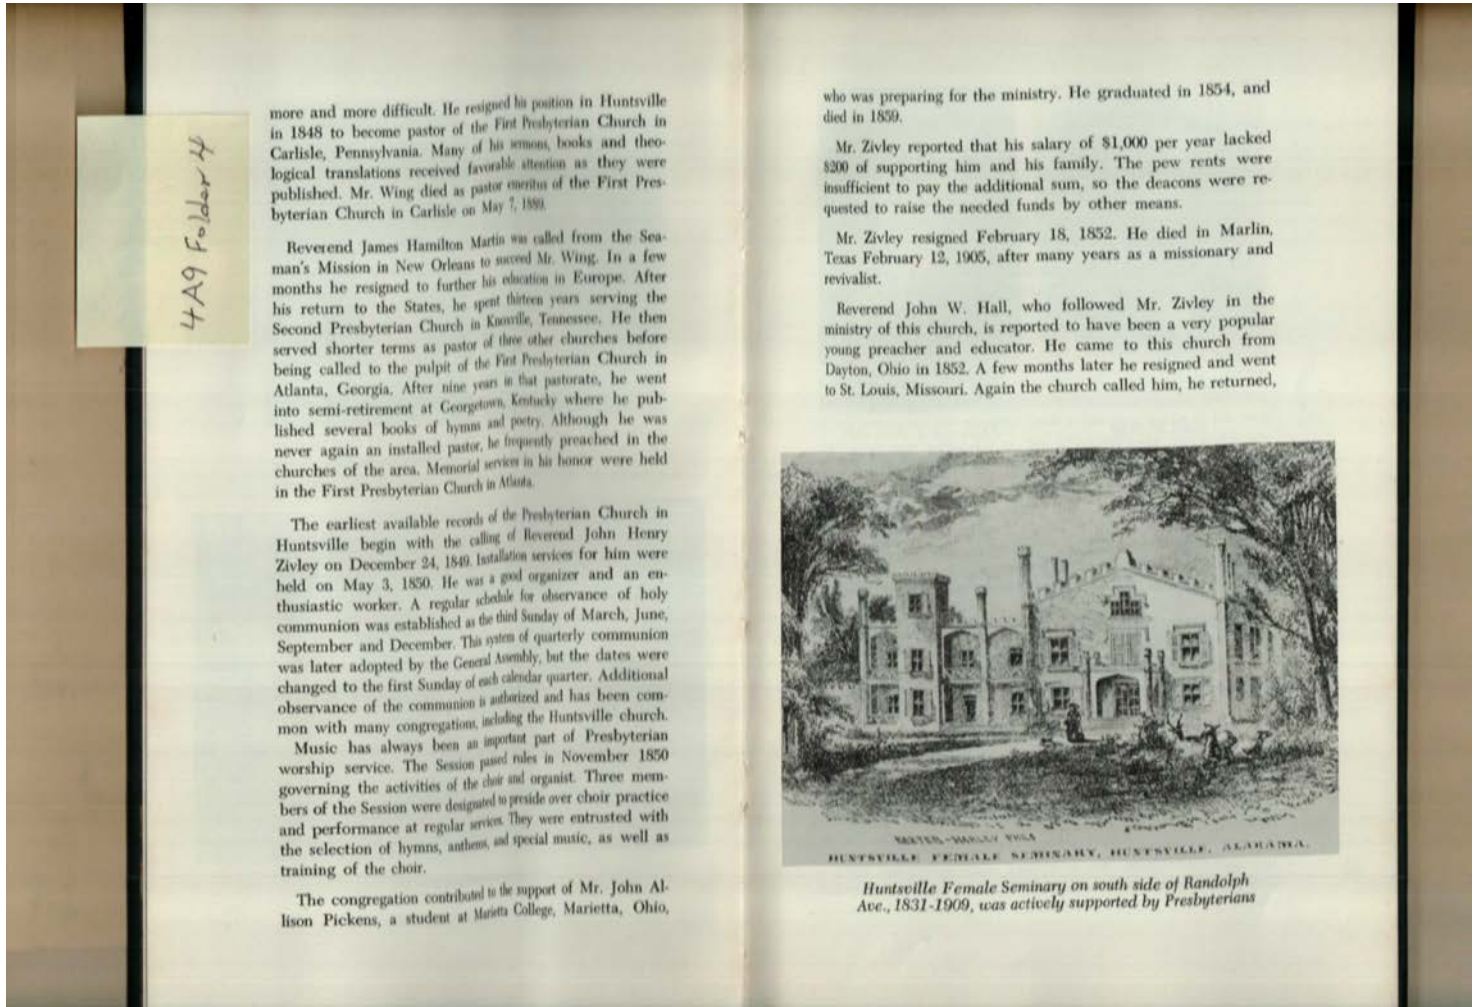 4A9 Folder 4
more and more difficult. He resigned his position in Huntsville
in 1848 to become pastor of the First Presbyterian Church in
Carlisle, Pennsylvania. Many of his sermons, books and theo-
logical translations received favorable attention as they were
published. Mr. Wing died as pastor emeritus of the First Pres-
byterian Church in Carlisle on May 7, 1889.
Reverend James Hamilton Martin was called from the Sea-
man's Mission in New Orleans to succeed Mr. Wing. In a few
months he resigned to further his education in Europe. After
his return to the States, he spent thirteen years serving the
Second Presbyterian Church in Knoxville, Tennessee. He then
served shorter terms as pastor of three other churches before
being called to the pulpit of the First Presbyterian Church in
Atlanta, Georgia. After nine years in that pastorate, he went
into semi-retirement at Georgetown, Kentucky where he pub-
lished several books of hymns and poetry. Although he was
never again an installed pastor, he frequently preached in the
churches of the area. Memorial services in his honor were held
in the First Presbyterian Church in Atlanta.
The earliest available records of the Presbyterian Church in
Huntsville begin with the calling of Reverend John Henry
Zivley on December 24, 1849. Installation services for him were
held on May 3, 1850. He was a good organizer and an en-
thusiastic worker. A regular schedule for observance of holy
communion was established as the third Sunday of March, June,
September and December. This system of quarterly communion
was later adopted by the General Assembly, but the dates were
changed to the first Sunday of each calendar quarter. Additional
observance of the communion is authorized and has been com-
mon with many congregations, including the Huntsville church.
Music has always been an important part of Presbyterian
worship service. The Session passed rules in November 1850
governing the activities of the choir and organist. Three mem-
bers of the Session were designated to preside over choir practice
and performance at regular services. They were entrusted with
the selection of hymns, anthems, and special music, as well as
training of the choir.
The congregation contributed to the support of Mr. John Al-
lison Pickens, a student at Marietta College, Marietta, Ohio,
who was preparing for the ministry. He graduated in 1854, and
died in 1859.
Mr. Zivley reported that his salary of $1,000 per year lacked
$200 of supporting him and his family. The pew rents were
insufficient to pay the additional sum, so the deacons were re-
quested to raise the needed funds by other means.
Mr. Zivley resigned February 18, 1852. He died in Marlin,
Texas February 12, 1905, after many years as a missionary and
revivalist.
Reverend John W. Hall, who followed Mr. Zivley in the
ministry of this church, is reported to have been a very popular
young preacher and educator. He came to this church from
Dayton, Ohio in 1852. A few months later he resigned and went
to St. Louis, Missouri. Again the church called him, he returned,
HUNTSVILLE FEMALE SEMINARY, HUNTSVILLE, ALABAMA.
Huntsville Female Seminary on south side of Randolph
Ave., 1831-1909, was actively supported by Presbyterians